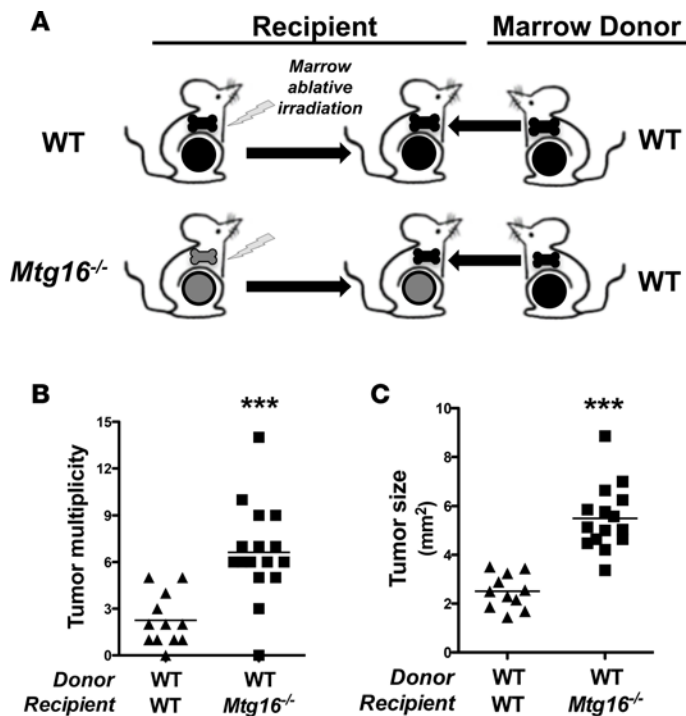 A
Recipient Marrow Donor
Marrow
ablative
irradiation
WT WT
Mtg16-/- WT
B
***
Tumor multiplicity
15
12
9
6
3
0
Donor WT WT
Recipient WT Mtg16-/-
C
***
Tumor size
(mm²)
10
8
6
4
2
0
Donor WT WT
Recipient WT Mtg16-/-